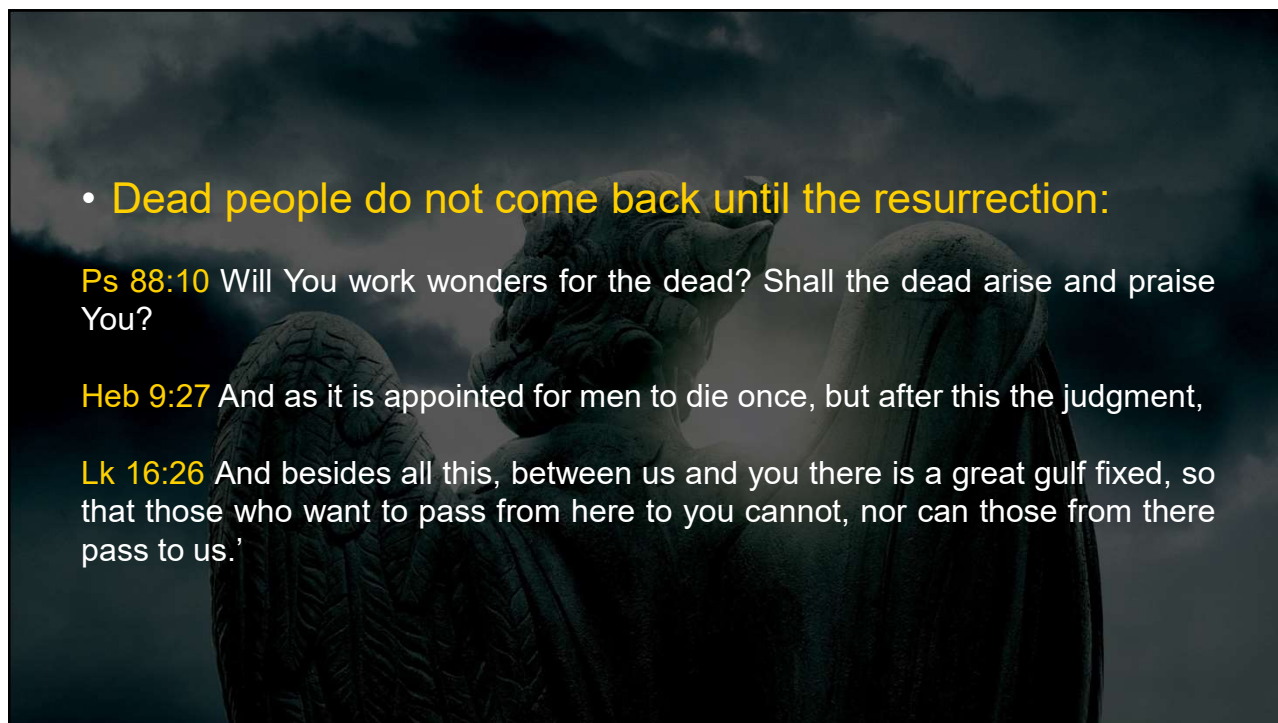 • Dead people do not come back until the resurrection:
Ps 88:10 Will You work wonders for the dead? Shall the dead arise and praise
You?
Heb 9:27 And as it is appointed for men to die once, but after this the judgment,
Lk 16:26 And besides all this, between us and you there is a great gulf fixed, so
that those who want to pass from here to you cannot, nor can those from there
pass to us.’